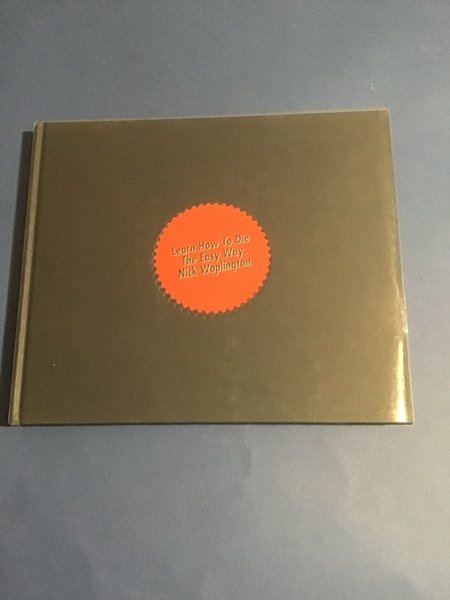 Learn How To Die
The Easy Way.
Nick Waplington